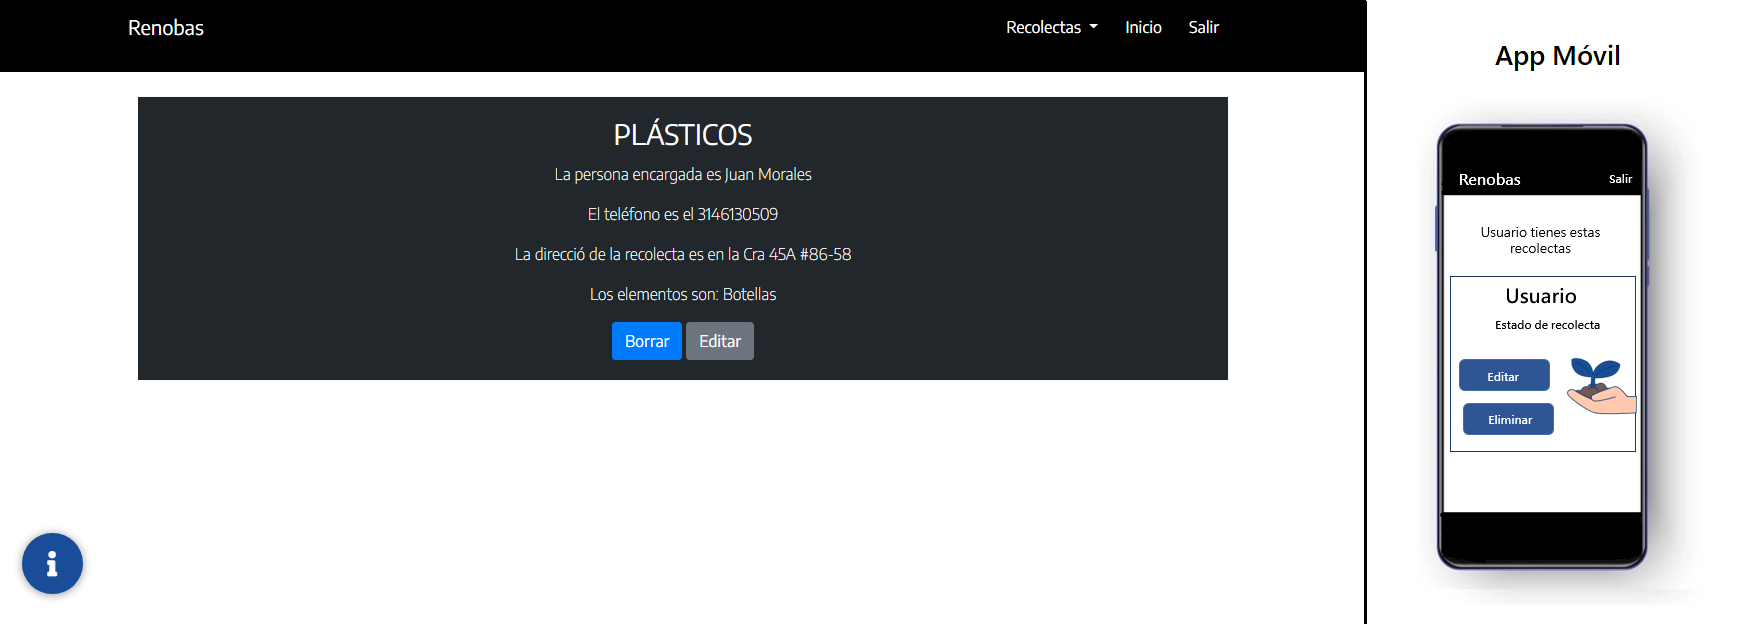 Renobas
Recolectas
Inicio
Salir
PLÁSTICOS
La persona encargada es Juan Morales
El teléfono es el 3146130509
La direcció de la recolecta es en la Cra 45A #86-58
Los elementos son: Botellas
Borrar
Editar
App Móvil
Renobas
Salir
Usuario tienes estas
recolectas
Usuario
Estado de recolecta
Editar
Eliminar